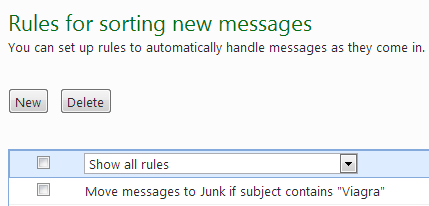 Rules for sorting new messages
You can set up rules to automatically handle messages as they come in.
New Delete
Show all rules
Move messages to Junk if subject contains "Viagra"